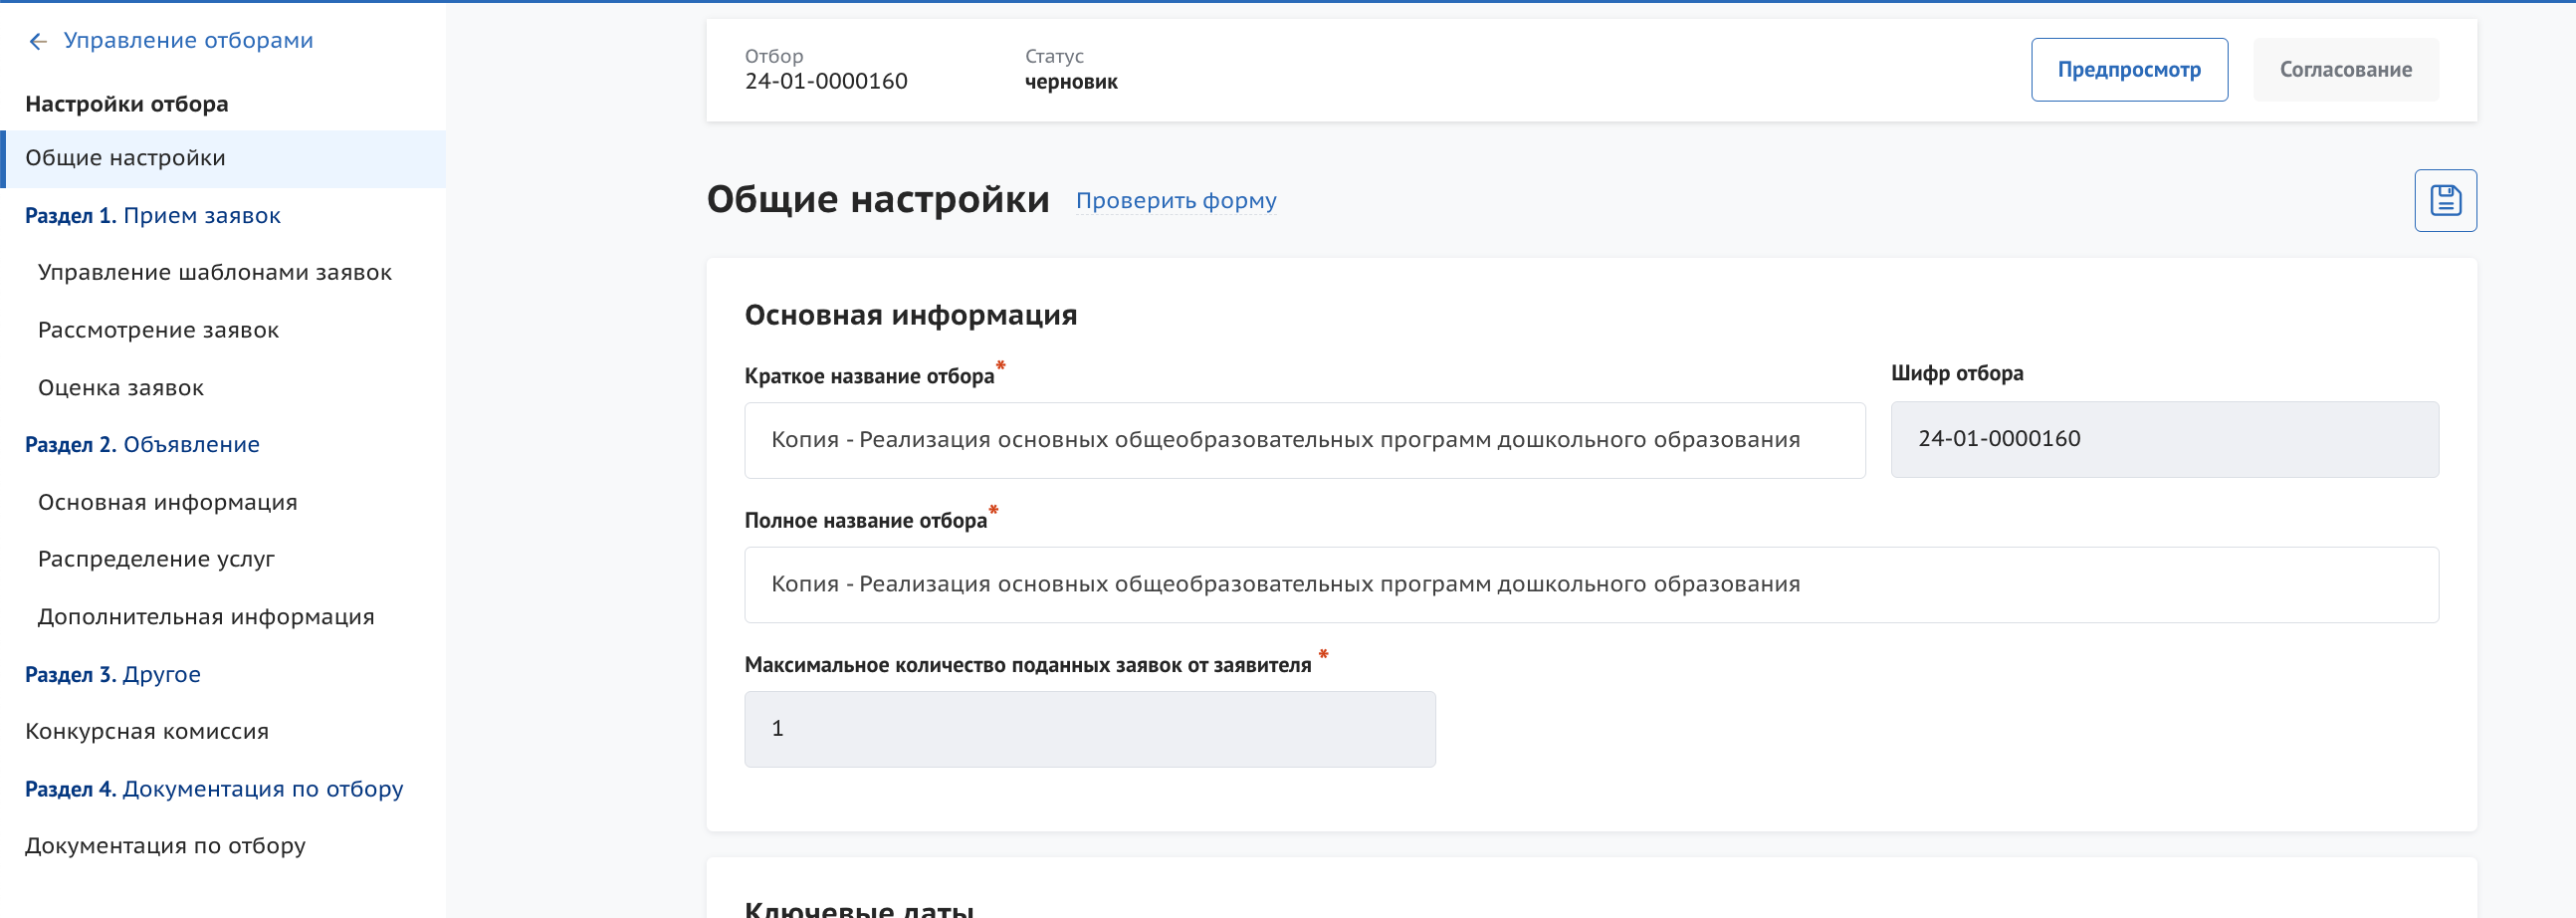 Управление отборами
Настройки отбора
Общие настройки
Раздел 1. Прием заявок
Управление шаблонами заявок
Рассмотрение заявок
Оценка заявок
Раздел 2. Объявление
Основная информация
Распределение услуг
Дополнительная информация
Раздел 3. Другое
Конкурсная комиссия
Раздел 4. Документация по отбору
Документация по отбору
Отбор
24-01-0000160
Статус
черновик
Предпросмотр
Согласование
Общие настройки
Проверить форму
Основная информация
Краткое название отбора*
Копия - Реализация основных общеобразовательных программ дошкольного образования
Шифр отбора
24-01-0000160
Полное название отбора*
Копия - Реализация основных общеобразовательных программ дошкольного образования
Максимальное количество поданных заявок от заявителя *
1
Ключевые даты